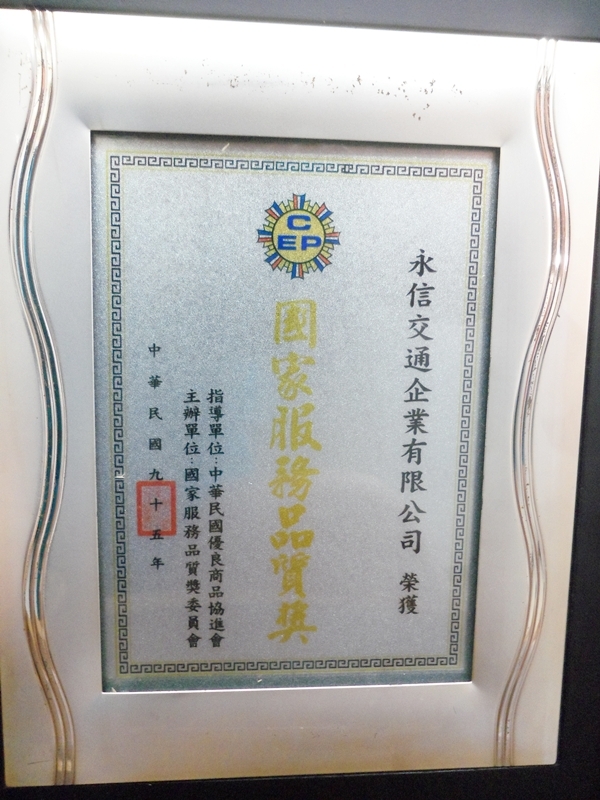 C
EP
永信交通企業有限公司 榮獲
國家服務品質獎
指導單位：中華民國優良商品協進會
主辦單位：國家服務品質獎委員會
中華民國九十五年